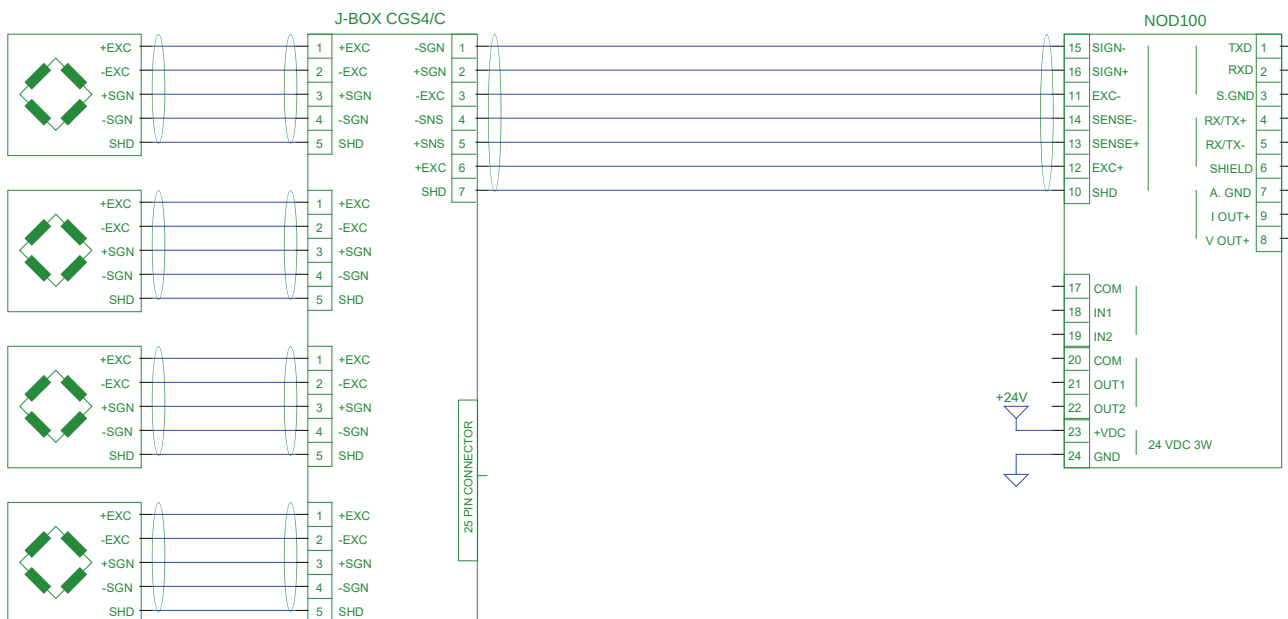 J-BOX CGS4/C
NOD100
+EXC 1 +EXC -SGN 1 15 SIGN- TXD 1
-EXC 2 -EXC +SGN 2 16 SIGN+ RXD 2
+SGN 3 +SGN -EXC 3 11 EXC- S.GND 3
-SGN 4 -SGN -SNS 4 14 SENSE- RX/TX+ 4
SHD 5 SHD +SNS 5 13 SENSE+ RX/TX- 5
+EXC 6 12 EXC+ SHIELD 6
SHD 7 10 SHD A. GND 7
+EXC 1 +EXC I OUT+ 9
-EXC 2 -EXC V OUT+ 8
+SGN 3 +SGN
-SGN 4 -SGN 17 COM
SHD 5 SHD 18 IN1
19 IN2
+EXC 1 +EXC 20 COM
-EXC 2 -EXC 21 OUT1
+SGN 3 +SGN +24V 22 OUT2
-SGN 4 -SGN 23 +VDC
24 VDC 3W
SHD 5 SHD 24 GND
25 PIN CONNECTOR
+EXC 1 +EXC
-EXC 2 -EXC
+SGN 3 +SGN
-SGN 4 -SGN
SHD 5 SHD